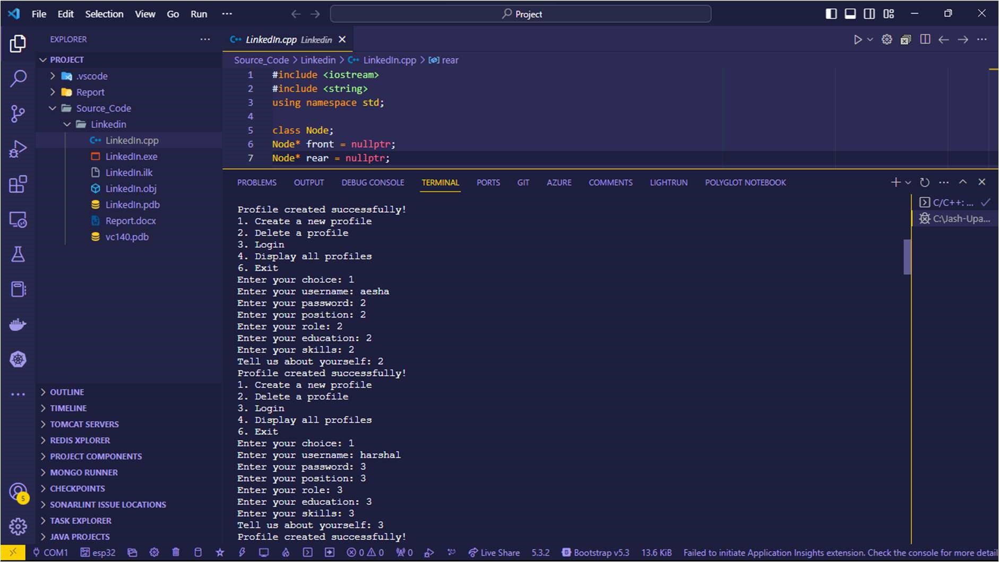 File Edit Selection View Go Run ··· Project
EXPLORER ···
PROJECT
.vscode
Report
Source_Code
Linkedin
LinkedIn.cpp
LinkedIn.exe
LinkedIn.ilk
LinkedIn.obj
LinkedIn.pdb
Report.docx
vc140.pdb
OUTLINE
TIMELINE
TOMCAT SERVERS
REDIS XPLORER
PROJECT COMPONENTS
MONGO RUNNER
CHECKPOINTS
SONARLINT ISSUE LOCATIONS
TASK EXPLORER
JAVA PROJECTS
5
C++ LinkedIn.cpp Linkedin
Source_Code > Linkedin > C++ LinkedIn.cpp > rear
1 #include <iostream>
2 #include <string>
3 using namespace std;
4
5 class Node;
6 Node* front = nullptr;
7 Node* rear = nullptr;
PROBLEMS OUTPUT DEBUG CONSOLE TERMINAL PORTS GIT AZURE COMMENTS LIGHTRUN POLYGLOT NOTEBOOK
Profile created successfully!
1. Create a new profile
2. Delete a profile
3. Login
4. Display all profiles
6. Exit
Enter your choice: 1
Enter your username: aesha
Enter your password: 2
Enter your position: 2
Enter your role: 2
Enter your education: 2
Enter your skills: 2
Tell us about yourself: 2
Profile created successfully!
1. Create a new profile
2. Delete a profile
3. Login
4. Display all profiles
6. Exit
Enter your choice: 1
Enter your username: harshal
Enter your password: 3
Enter your position: 3
Enter your role: 3
Enter your education: 3
Enter your skills: 3
Tell us about yourself: 3
Profile created successfully!
C/C++: ...
C:\Jash-Upa...
COM1 esp32 0 0 0 Live Share 5.3.2 Bootstrap v5.3 13.6 KiB Failed to initiate Application Insights extension. Check the console for more detail